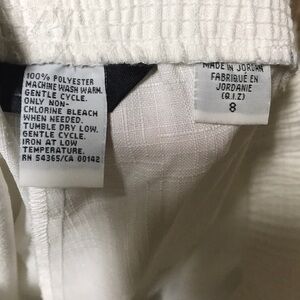 100% POLYESTER
MACHINE WASH WARM.
GENTLE CYCLE.
ONLY NON-
CHLORINE BLEACH
WHEN NEEDED.
TUMBLE DRY LOW.
GENTLE CYCLE.
IRON AT LOW
TEMPERATURE.
RN 54365/CA 00142
MADE IN JORDAN
FABRIQUÉ EN
JORDANIE
(Q.I.Z)
8